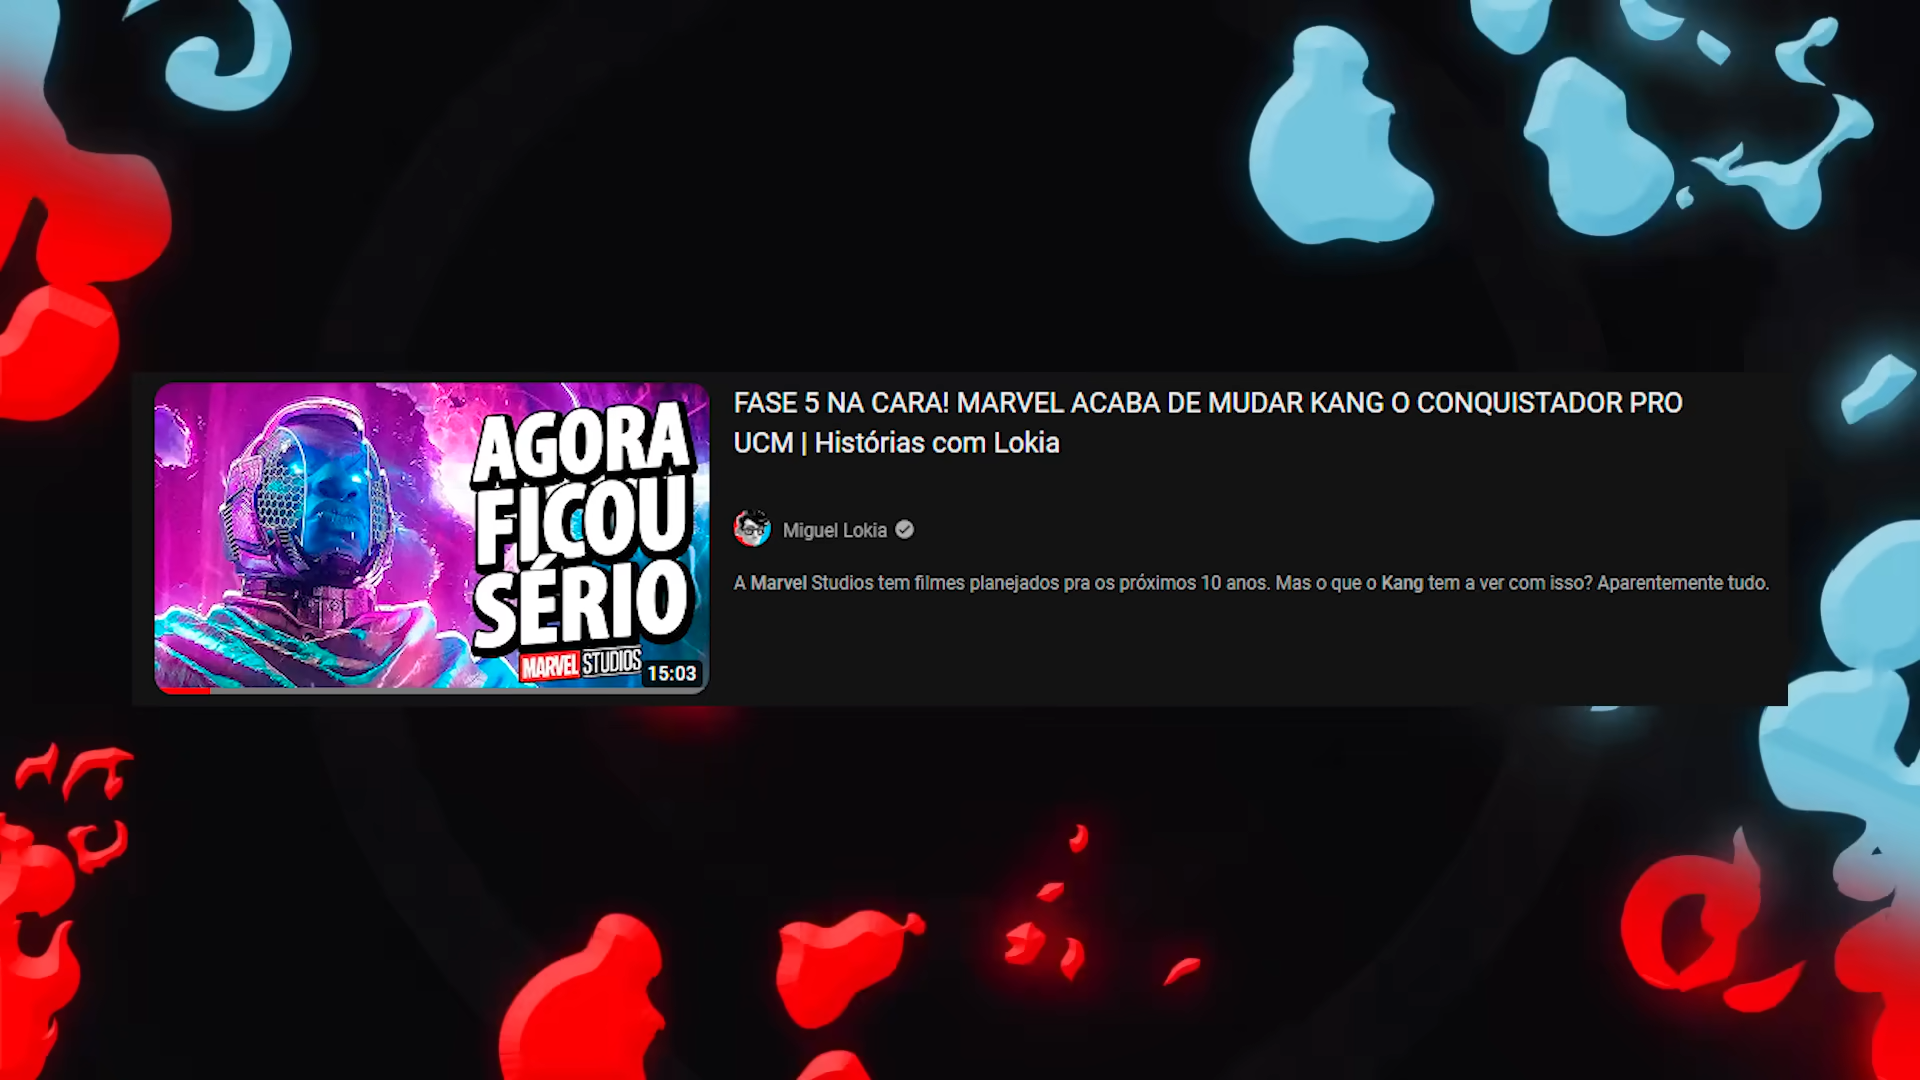 AGORA
FICOU
SÉRIO
MARVEL STUDIOS
15:03
FASE 5 NA CARA! MARVEL ACABA DE MUDAR KANG O CONQUISTADOR PRO
UCM | Histórias com Lokia
Miguel Lokia
A Marvel Studios tem filmes planejados pra os próximos 10 anos. Mas o que o Kang tem a ver com isso? Aparentemente tudo.